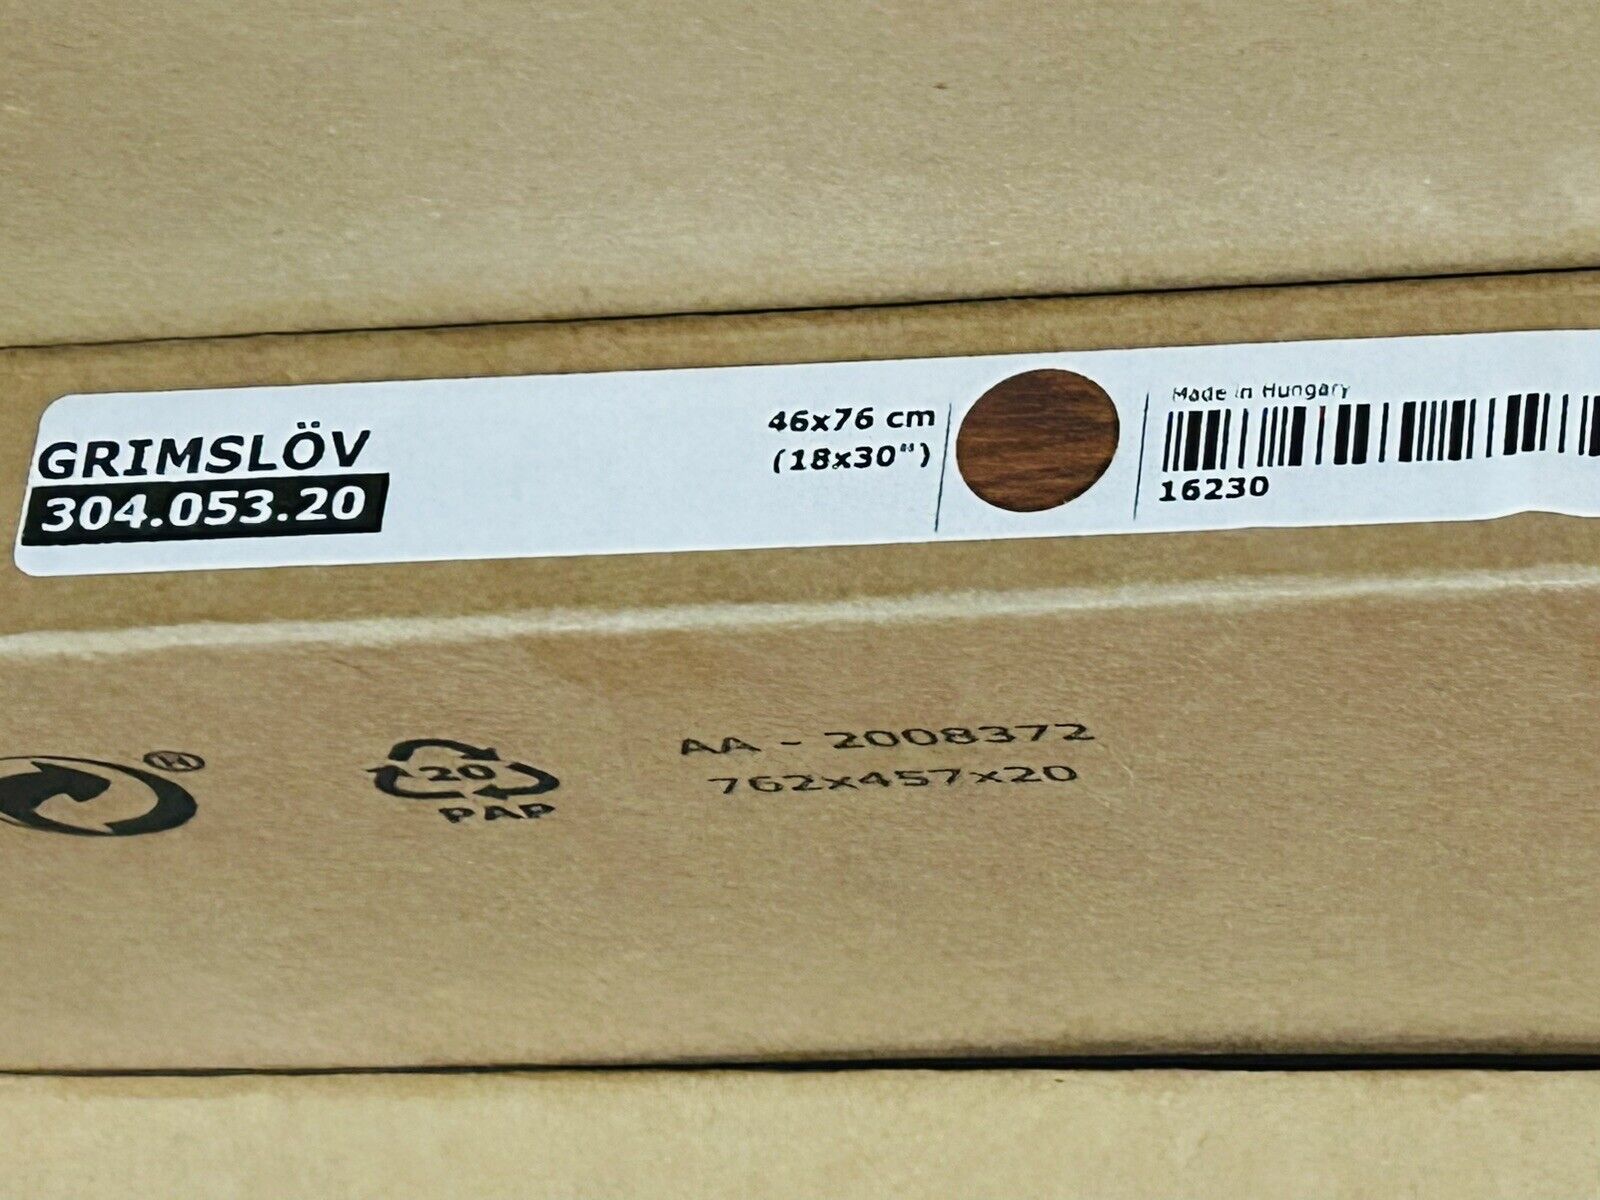 GRIMSLÖV
304.053.20
46x76 cm
(18x30")
Made in Hungary
16230
20
PAP
AA - 2008372
762x457x20